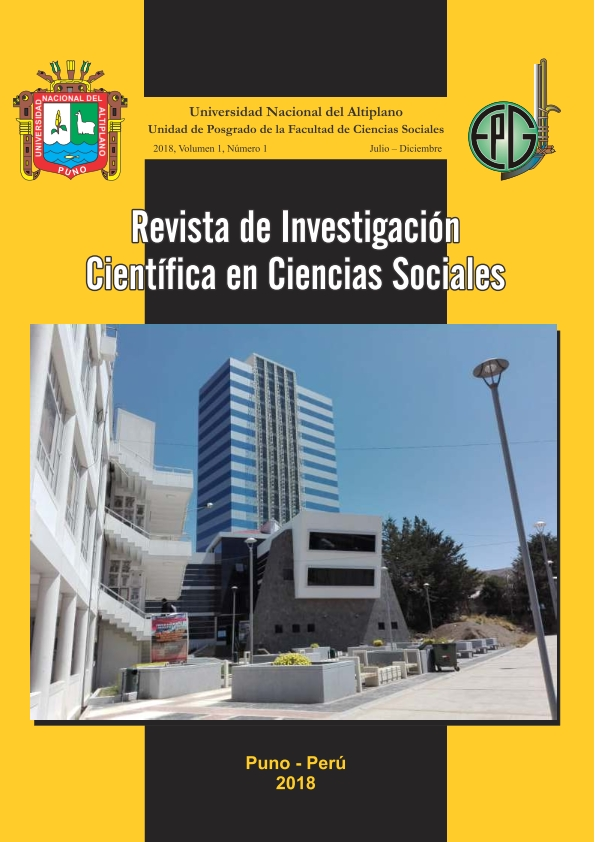 UNIVERSIDAD
NACIONAL DEL
ALTIPLANO
PUNO
Universidad Nacional del Altiplano
Unidad de Posgrado de la Facultad de Ciencias Sociales
2018, Volumen 1, Número 1
Julio – Diciembre
EPG
Revista de Investigación
Científica en Ciencias Sociales
Puno - Perú
2018